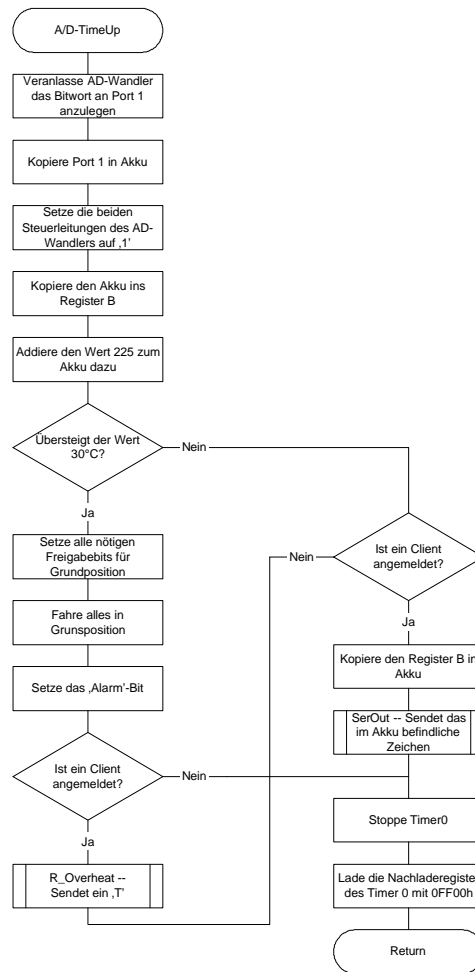 A/D-TimeUp
Veranlasse AD-Wandler
das Bitwort an Port 1
anzulegen
Kopiere Port 1 in Akku
Setze die beiden
Steuerleitungen des AD-
Wandlers auf ‚1’
Kopiere den Akku ins
Register B
Addiere den Wert 225 zum
Akku dazu
Übersteigt der Wert
30°C?
Nein
Ja
Setze alle nötigen
Freigabebits für
Grundposition
Fahre alles in
Grunsposition
Setze das ‚Alarm’-Bit
Ist ein Client
angemeldet?
Nein
Ja
R_Overheat --
Sendet ein ‚T’
Nein
Ist ein Client
angemeldet?
Ja
Kopiere den Register B in
Akku
SerOut -- Sendet das
im Akku befindliche
Zeichen
Stoppe Timer0
Lade die Nachladeregiste
des Timer 0 mit 0FF00h
Return